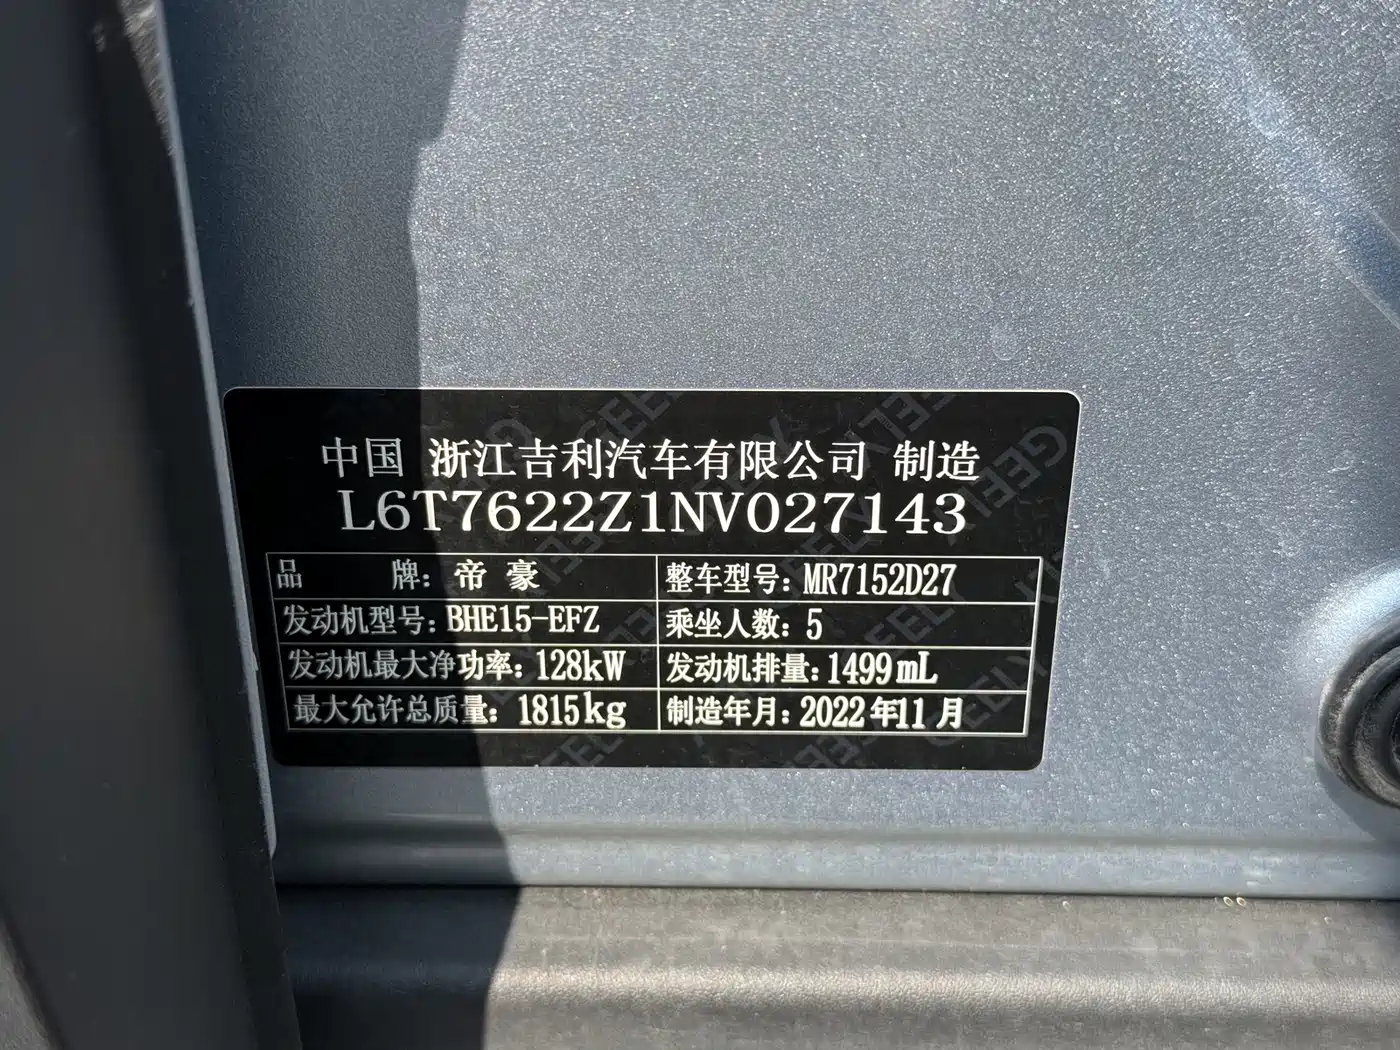 中国 浙江吉利汽车有限公司 制造
L6T7622Z1NV027143
品 牌：帝 豪 整车型号：MR7152D27
发动机型号：BHE15-EFZ 乘坐人数：5
发动机最大净功率：128kW 发动机排量：1499mL
最大允许总质量：1815kg 制造年月：2022年11月